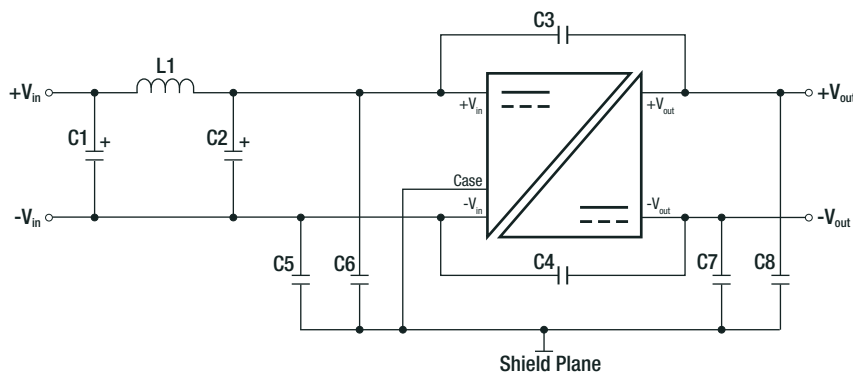 C3
L1
+Vin
+Vin
+Vout
+Vout
C1
+
C2
+
Case
-Vin
-Vin
-Vout
-Vout
C5
C6
C4
C7
C8
Shield Plane